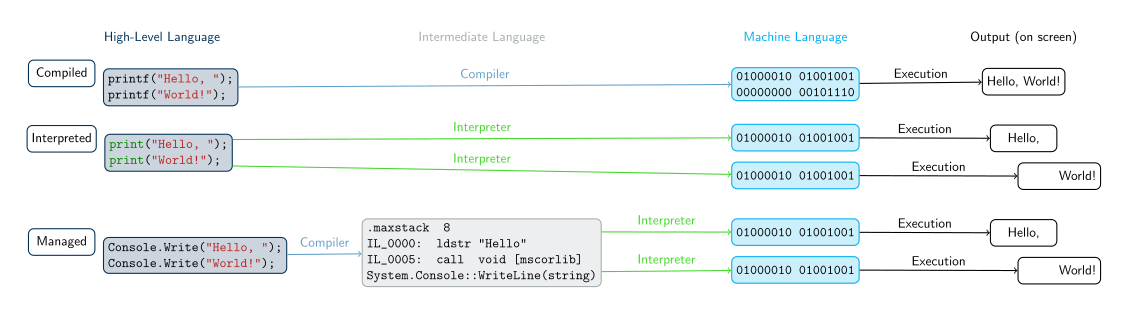 High-Level Language
Intermediate Language
Machine Language
Output (on screen)
Compiled
printf("Hello, ");
printf("World!");
Compiler
01000010 01001001
00000000 00101110
Execution
Hello, World!
Interpreted
print("Hello, ");
print("World!");
Interpreter
01000010 01001001
Execution
Hello,
Interpreter
01000010 01001001
Execution
World!
Managed
Console.Write("Hello, ");
Console.Write("World!");
Compiler
.maxstack 8
IL_0000: ldstr "Hello"
IL_0005: call void [mscorlib]
System.Console::WriteLine(string)
Interpreter
01000010 01001001
Execution
Hello,
Interpreter
01000010 01001001
Execution
World!